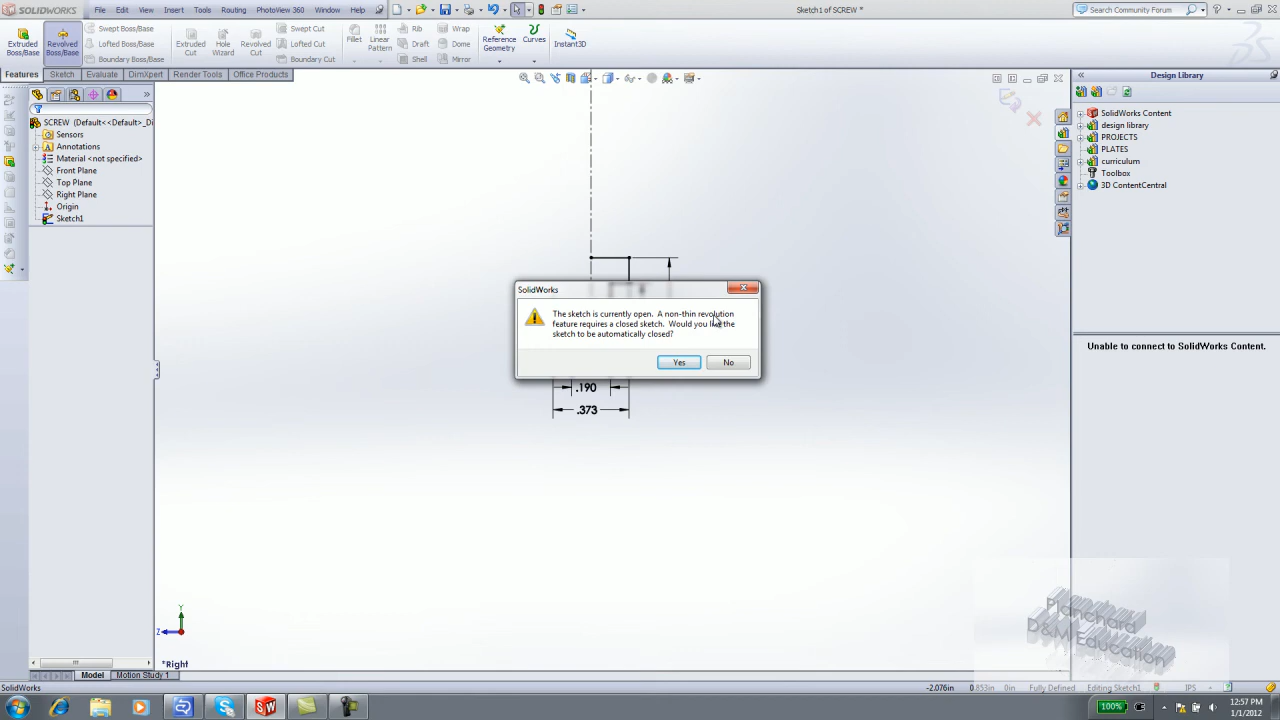 SOLIDWORKS File Edit View Insert Tools Routing PhotoView 360 Window Help Sketch1 of SCREW * Search Community Forum
Extruded Boss/Base
Revolved Boss/Base
Swept Boss/Base
Lofted Boss/Base
Boundary Boss/Base
Extruded Cut
Hole Wizard
Revolved Cut
Swept Cut
Lofted Cut
Boundary Cut
Fillet
Linear Pattern
Rib
Draft
Shell
Wrap
Dome
Mirror
Reference Geometry
Curves
Instant3D
Features Sketch Evaluate DimXpert Render Tools Office Products
SCREW (Default<<Default>_Di
Sensors
Annotations
Material <not specified>
Front Plane
Top Plane
Right Plane
Origin
Sketch1
SolidWorks
The sketch is currently open. A non-thin revolution
feature requires a closed sketch. Would you like the
sketch to be automatically closed?
Yes No
.190
.373
Y
Z
*Right
Design Library
SolidWorks Content
design library
PROJECTS
PLATES
curriculum
Toolbox
3D ContentCentral
Unable to connect to SolidWorks Content.
Planchard
D&M Education
Model Motion Study 1
SolidWorks -2.076in 0.853in 0in Fully Defined Editing Sketch1 IPS
100% 12:57 PM
1/1/2012